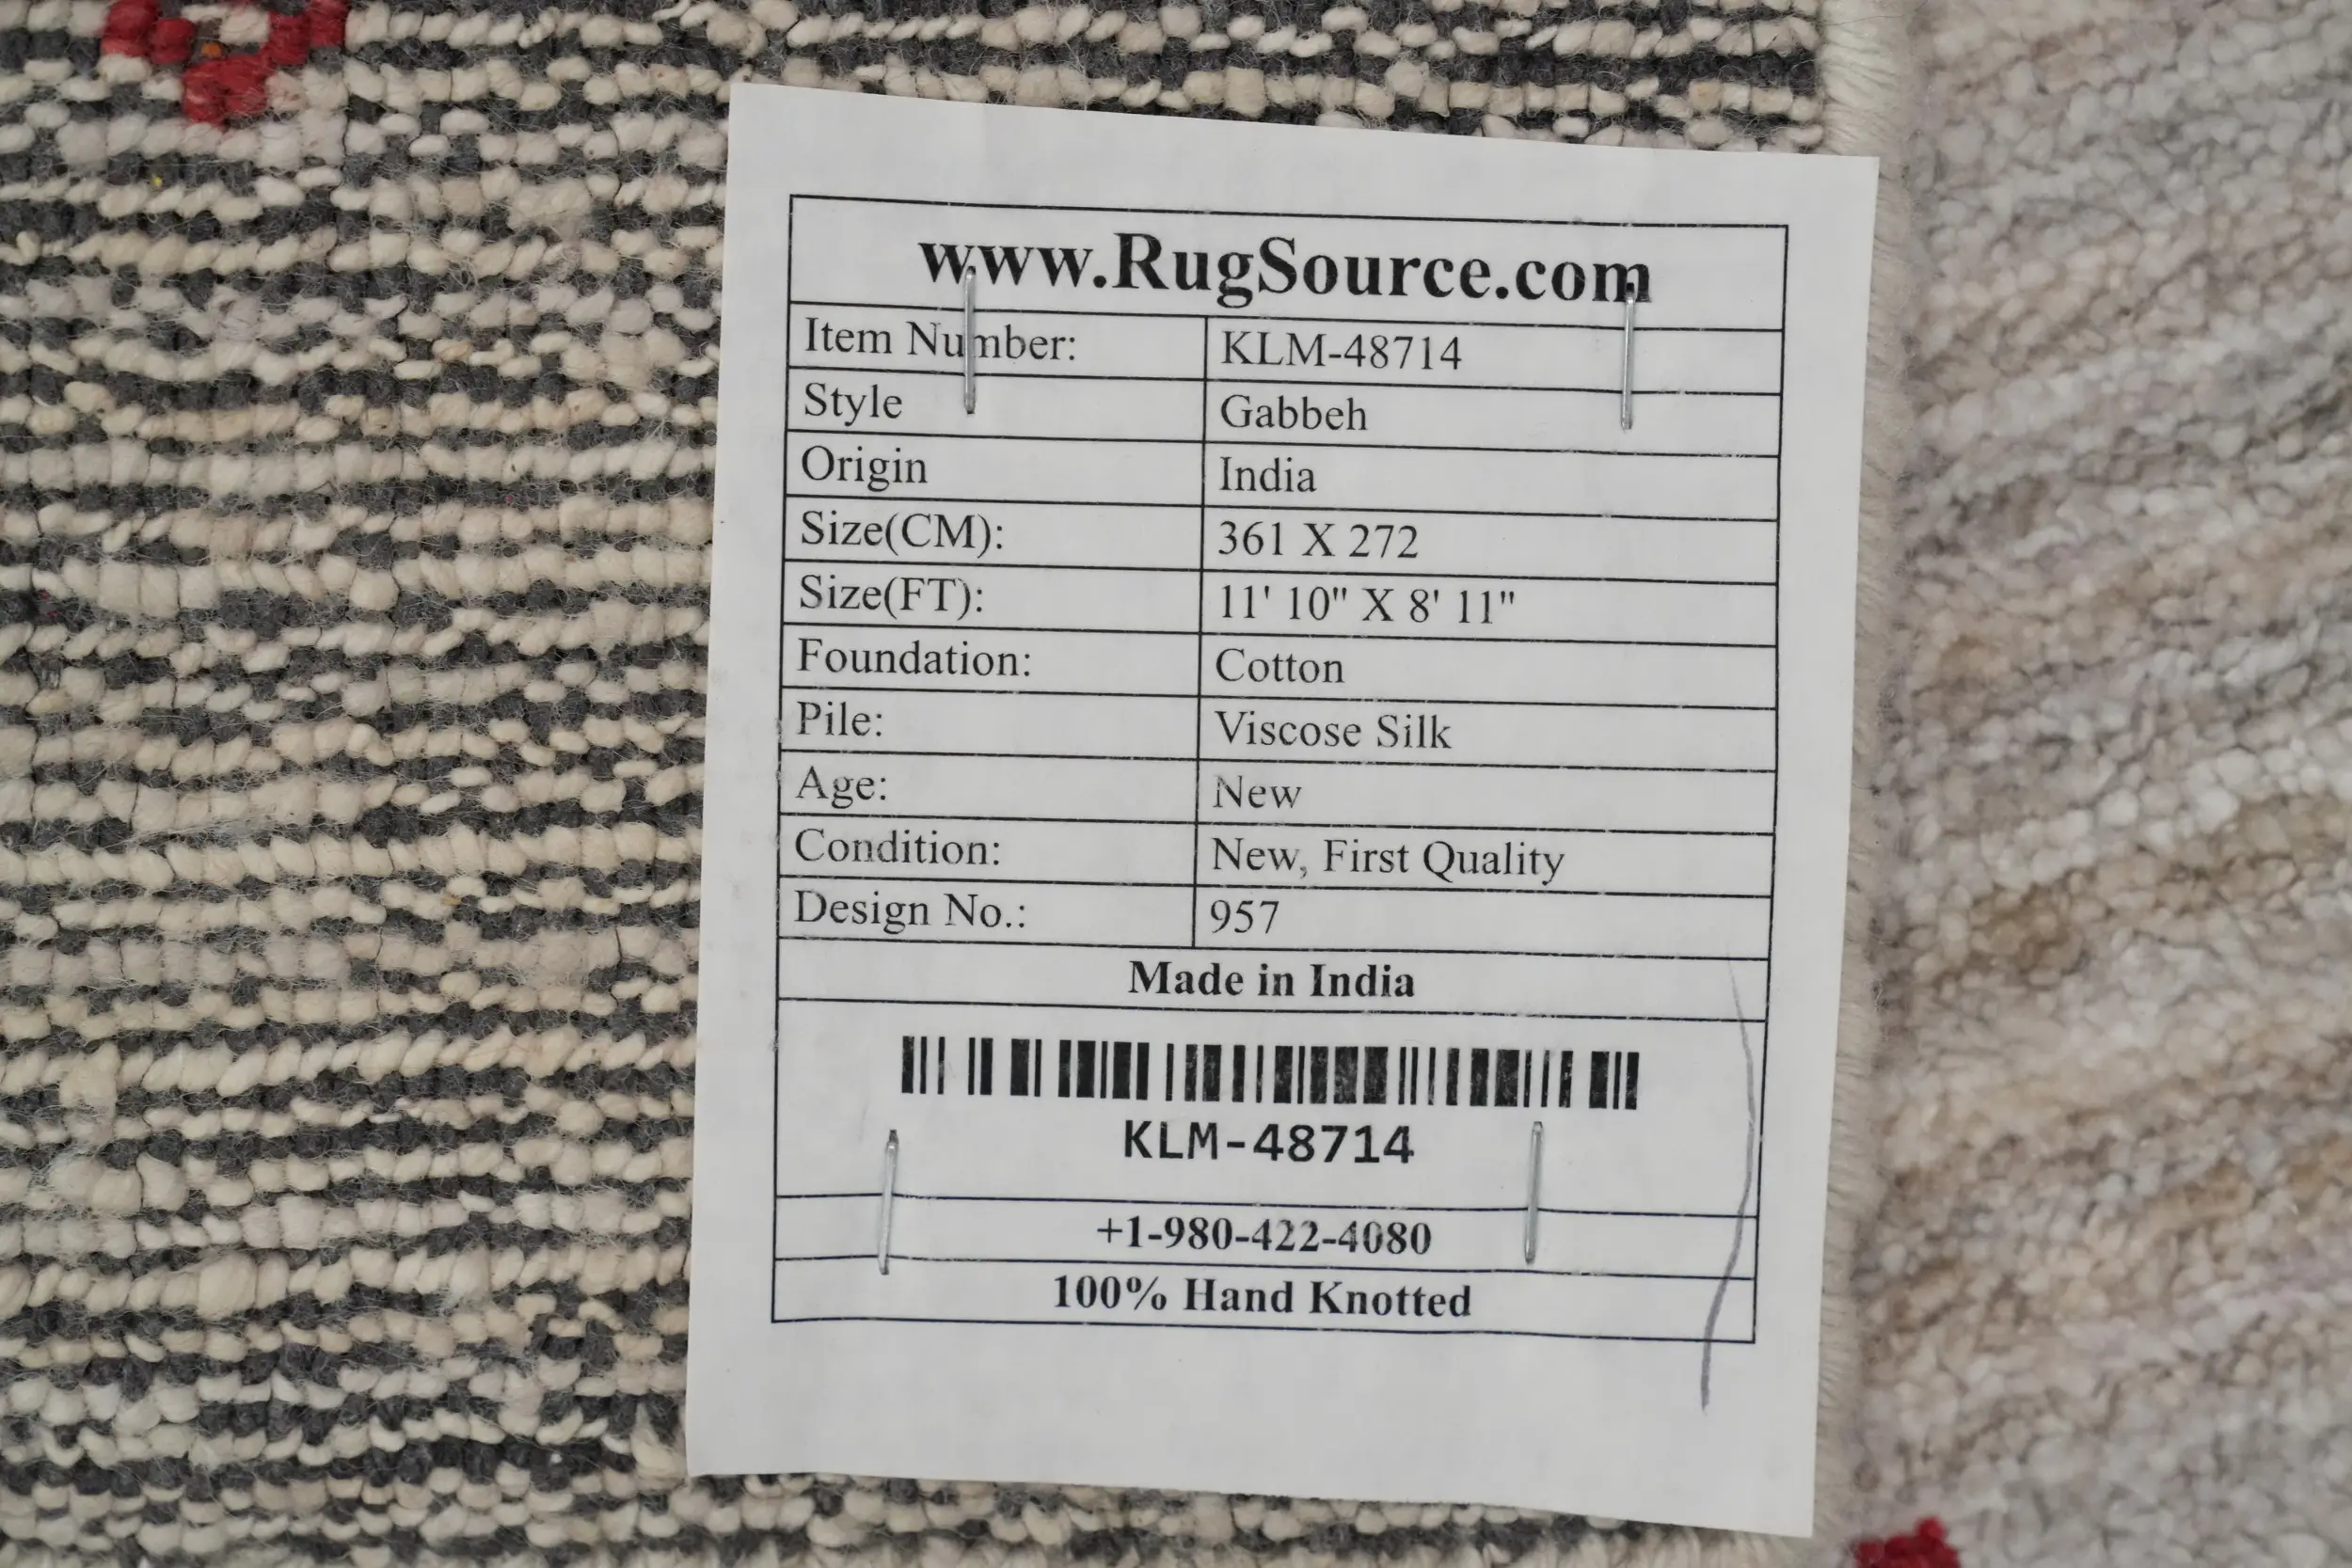 www.RugSource.com
Item Number: KLM-48714
Style Gabbeh
Origin India
Size(CM): 361 X 272
Size(FT): 11' 10" X 8' 11"
Foundation: Cotton
Pile: Viscose Silk
Age: New
Condition: New, First Quality
Design No.: 957
Made in India
KLM-48714
+1-980-422-4080
100% Hand Knotted